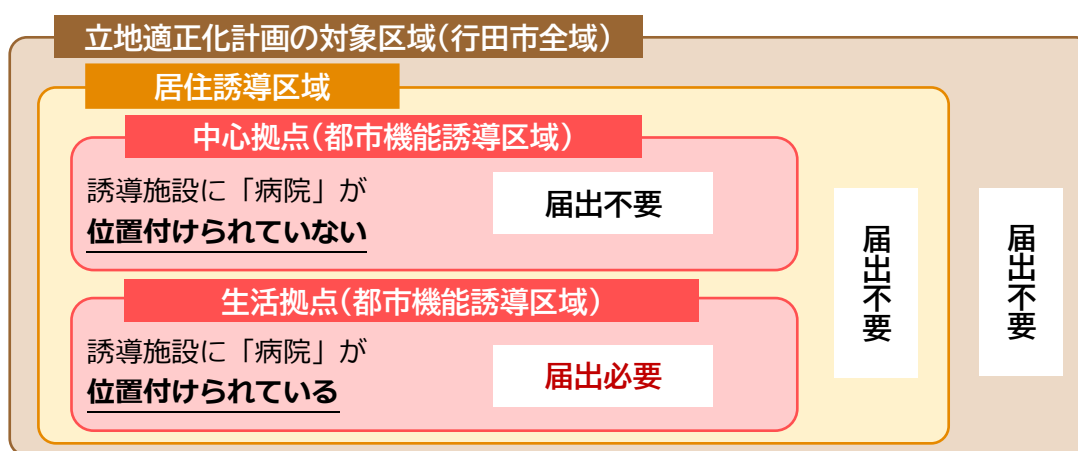 立地適正化計画の対象区域(行田市全域)
居住誘導区域
中心拠点(都市機能誘導区域)
誘導施設に「病院」が
位置付けられていない
届出不要
生活拠点(都市機能誘導区域)
誘導施設に「病院」が
位置付けられている
届出必要
届出不要
届出不要